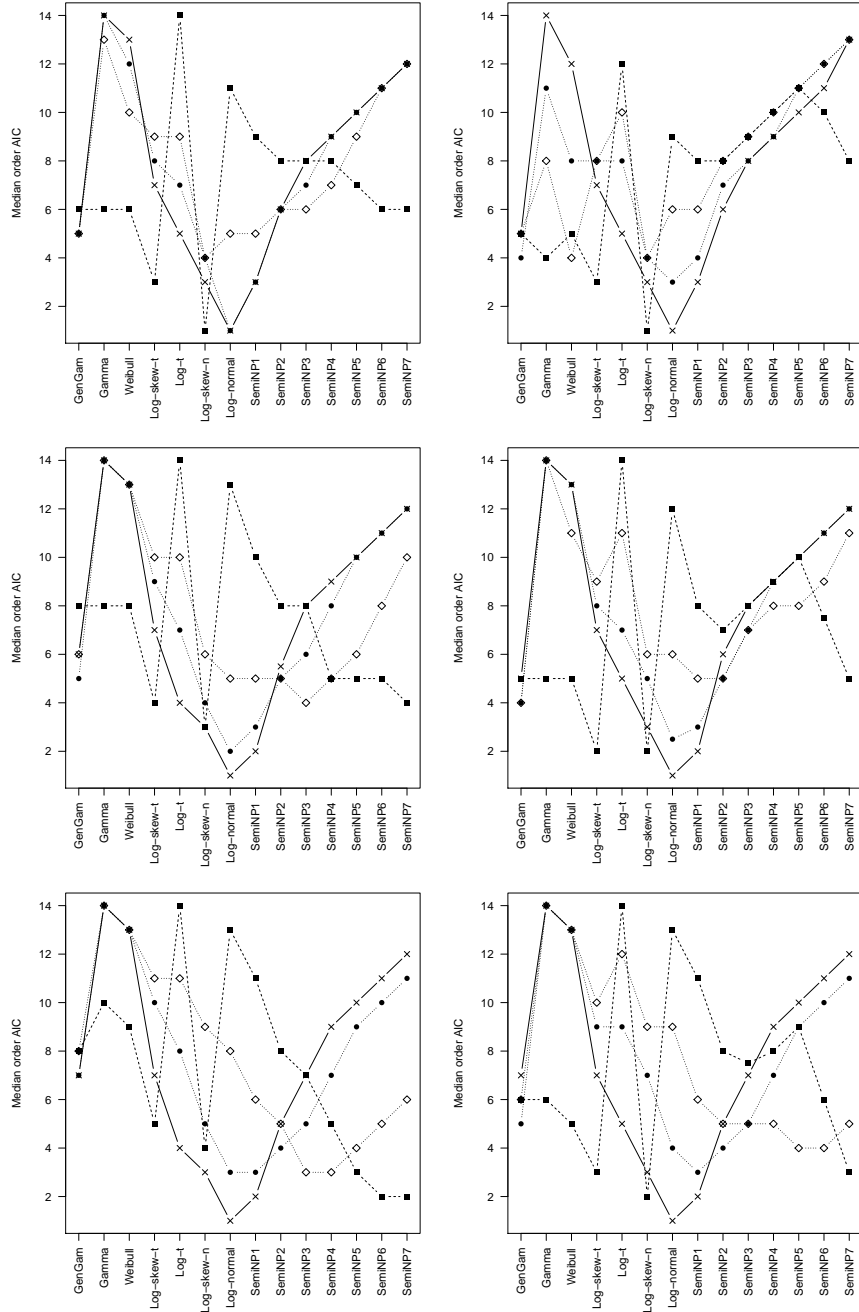 14
12
10
8
6
4
2
Median order AIC
GenGam
Gamma
Weibull
Log−skew−t
Log−t
Log−skew−n
Log−normal
SemiNP1
SemiNP2
SemiNP3
SemiNP4
SemiNP5
SemiNP6
SemiNP7
14
12
10
8
6
4
2
Median order AIC
GenGam
Gamma
Weibull
Log−skew−t
Log−t
Log−skew−n
Log−normal
SemiNP1
SemiNP2
SemiNP3
SemiNP4
SemiNP5
SemiNP6
SemiNP7
14
12
10
8
6
4
2
Median order AIC
GenGam
Gamma
Weibull
Log−skew−t
Log−t
Log−skew−n
Log−normal
SemiNP1
SemiNP2
SemiNP3
SemiNP4
SemiNP5
SemiNP6
SemiNP7
14
12
10
8
6
4
2
Median order AIC
GenGam
Gamma
Weibull
Log−skew−t
Log−t
Log−skew−n
Log−normal
SemiNP1
SemiNP2
SemiNP3
SemiNP4
SemiNP5
SemiNP6
SemiNP7
14
12
10
8
6
4
2
Median order AIC
GenGam
Gamma
Weibull
Log−skew−t
Log−t
Log−skew−n
Log−normal
SemiNP1
SemiNP2
SemiNP3
SemiNP4
SemiNP5
SemiNP6
SemiNP7
14
12
10
8
6
4
2
Median order AIC
GenGam
Gamma
Weibull
Log−skew−t
Log−t
Log−skew−n
Log−normal
SemiNP1
SemiNP2
SemiNP3
SemiNP4
SemiNP5
SemiNP6
SemiNP7